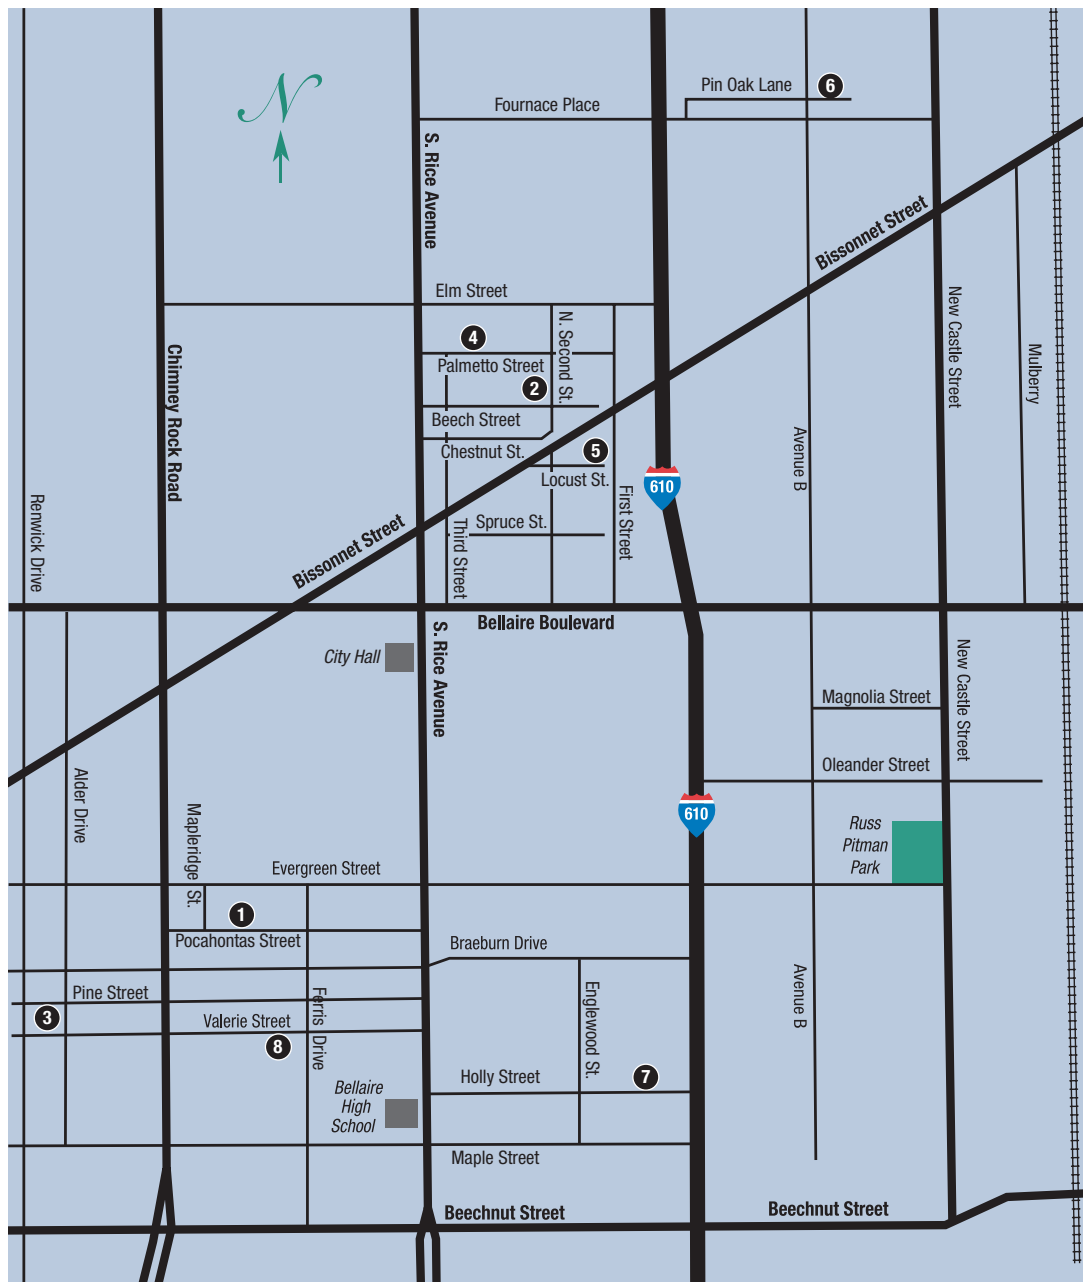 N
Pin Oak Lane
6
Fournace Place
S. Rice Avenue
Bissonnet Street
Elm Street
New Castle Street
N. Second St.
4
Palmetto Street
2
Chimney Rock Road
Mulberry
Beech Street
Avenue B
Chestnut St.
5
Locust St.
610
First Street
Renwick Drive
Bissonnet Street
Third Street
Spruce St.
Bellaire Boulevard
S. Rice Avenue
City Hall
New Castle Street
Magnolia Street
Oleander Street
Alder Drive
610
Mapleridge St.
Russ
Pitman
Park
Evergreen Street
1
Pocahontas Street
Braeburn Drive
Avenue B
Pine Street
Ferris Drive
Englewood St.
3
Valerie Street
8
Holly Street
7
Bellaire
High
School
Maple Street
Beechnut Street
Beechnut Street